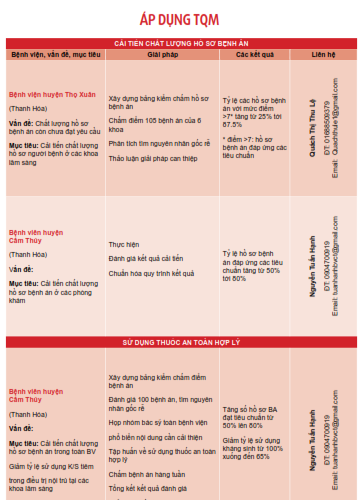 ÁP DỤNG TQM
CẢI TIẾN CHẤT LƯỢNG HỒ SƠ BỆNH ÁN
Bệnh viện, vấn đề, mục tiêu
Giải pháp
Các kết quả
Liên hệ
Bệnh viện huyện Thọ Xuân
(Thanh Hóa)
Vấn đề: Chất lượng hồ sơ
bệnh án còn chưa đạt yêu cầu
Mục tiêu: Cải tiến chất lượng
hồ sơ người bệnh ở các khoa
lâm sàng
Xây dựng bảng kiểm chấm hồ sơ
bệnh án
Chấm điểm 105 bệnh án của 6
khoa
Phân tích tìm nguyên nhân gốc rễ
Thảo luận giải pháp can thiệp
Tỷ lệ các hồ sơ bệnh
án với mức điểm
>7* tăng từ 25% tới
87.5%
* điểm >7: hồ sơ
bệnh án đáp ứng các
tiêu chuẩn
Quách Thị Thu Lệ
Bệnh viện huyện
Cẩm Thủy
(Thanh Hóa)
Vấn đề:
Mục tiêu: Cải tiến chất lượng
hồ sơ bệnh án ở các phòng
khám
Thực hiện
Đánh giá kết quả cải tiến
Chuẩn hóa quy trình kết quả
Tỷ lệ hồ sơ bệnh
án đáp ứng các tiêu
chuẩn tăng từ 50%
tới 80%
Nguyễn Tuấn Hạnh
ĐT: 0904700919
Email: tuanhanhbvct@gmail.com
SỬ DỤNG THUỐC AN TOÀN HỢP LÝ
Bệnh viện huyện
Cẩm Thủy
(Thanh Hóa)
Vấn đề:
Mục tiêu: Cải tiến chất lượng
hồ sơ bệnh án trong toàn BV
Giảm tỷ lệ sử dụng K/S tiêm
trong điều trị nội trú tại các
khoa lâm sàng
Xây dựng bảng kiểm chấm điểm
bệnh án
Đánh giá 100 bệnh án, tìm nguyên
nhân gốc rễ
Họp nhóm bác sỹ toàn bệnh viện
phổ biến nội dung cần cải thiện
Tập huấn về sử dụng thuốc an toàn
hợp lý
Chấm bệnh án hàng tuần
Tổng kết kết quả đánh giá
Tăng số hồ sơ BA
đạt tiêu chuẩn từ
50% lên 80%
Giảm tỷ lệ sử dụng
kháng sinh từ 100%
xuống đến 65%
Nguyễn Tuấn Hạnh
ĐT: 0904700919
Email: tuanhanhbvct@gmail.com